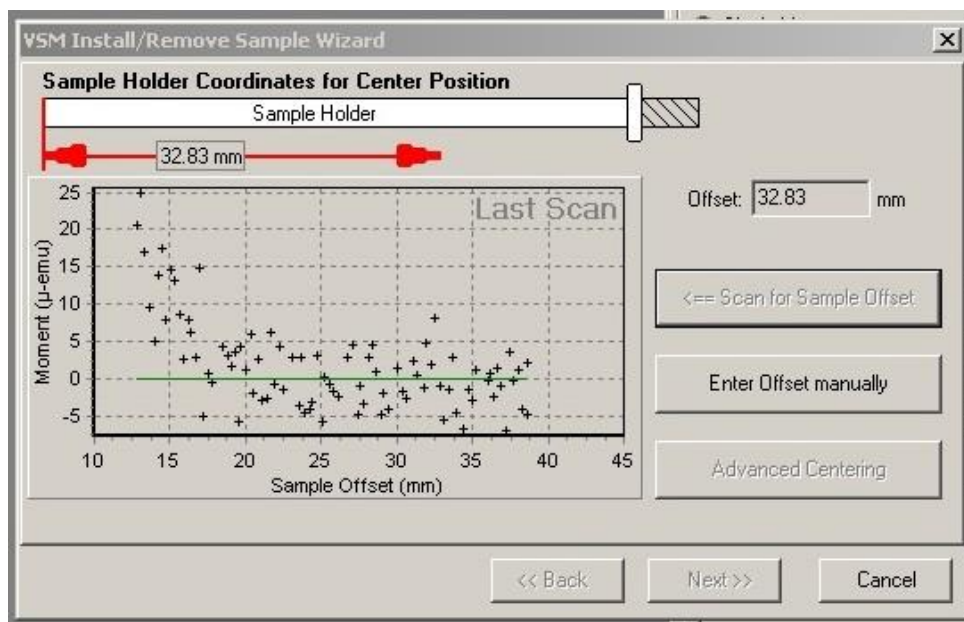 VSM Install/Remove Sample Wizard
Sample Holder Coordinates for Center Position
Sample Holder
32.83 mm
Last Scan
Offset: 32.83 mm
25
20
15
10
5
0
-5
Moment (µ-emu)
10 15 20 25 30 35 40 45
Sample Offset (mm)
<== Scan for Sample Offset
Enter Offset manually
Advanced Centering
<< Back Next >> Cancel